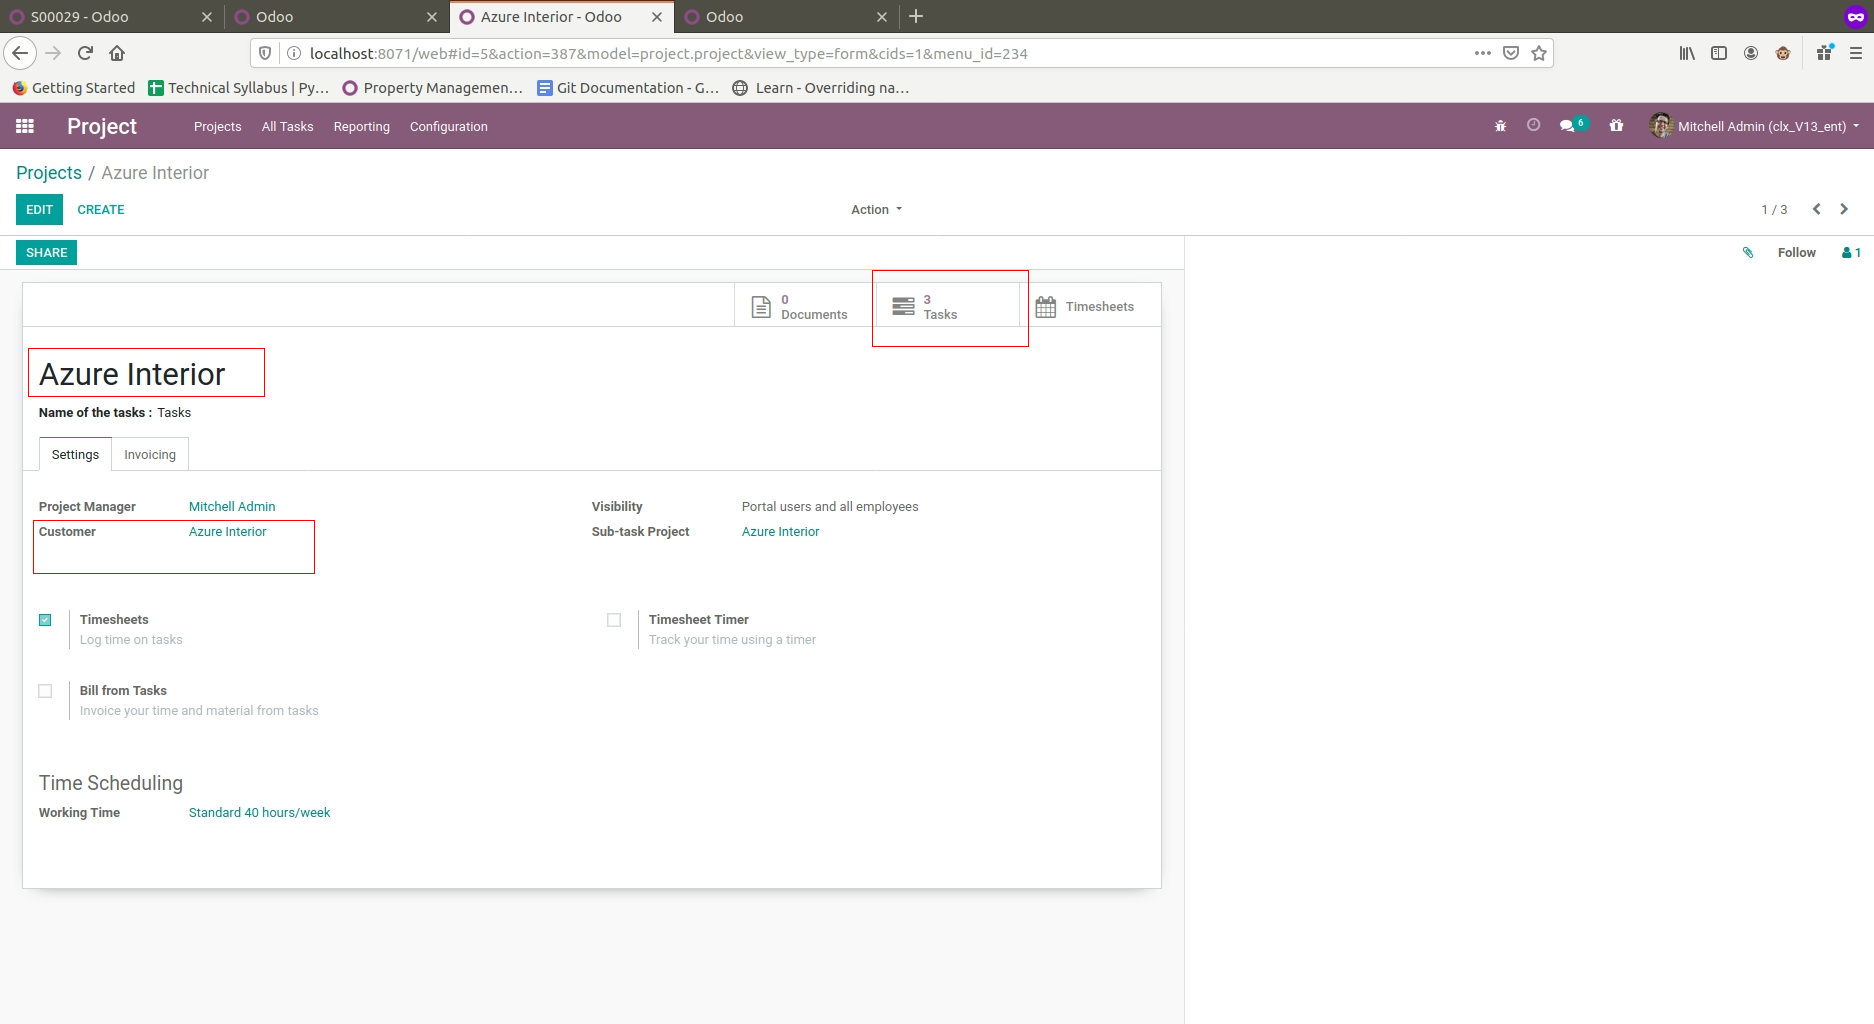 S00029 - Odoo
Odoo
Azure Interior - Odoo
Odoo
localhost:8071/web#id=5&action=387&model=project.project&view_type=form&cids=1&menu_id=234
Getting Started
Technical Syllabus | Py...
Property Managemen...
Git Documentation - G...
Learn - Overriding na...
Project
Projects
All Tasks
Reporting
Configuration
6
Mitchell Admin (clx_V13_ent)
Projects / Azure Interior
EDIT
CREATE
Action
1 / 3
SHARE
Follow
1
0
Documents
3
Tasks
Timesheets
Azure Interior
Name of the tasks : Tasks
Settings
Invoicing
Project Manager Mitchell Admin
Visibility Portal users and all employees
Customer Azure Interior
Sub-task Project Azure Interior
Timesheets
Log time on tasks
Timesheet Timer
Track your time using a timer
Bill from Tasks
Invoice your time and material from tasks
Time Scheduling
Working Time Standard 40 hours/week